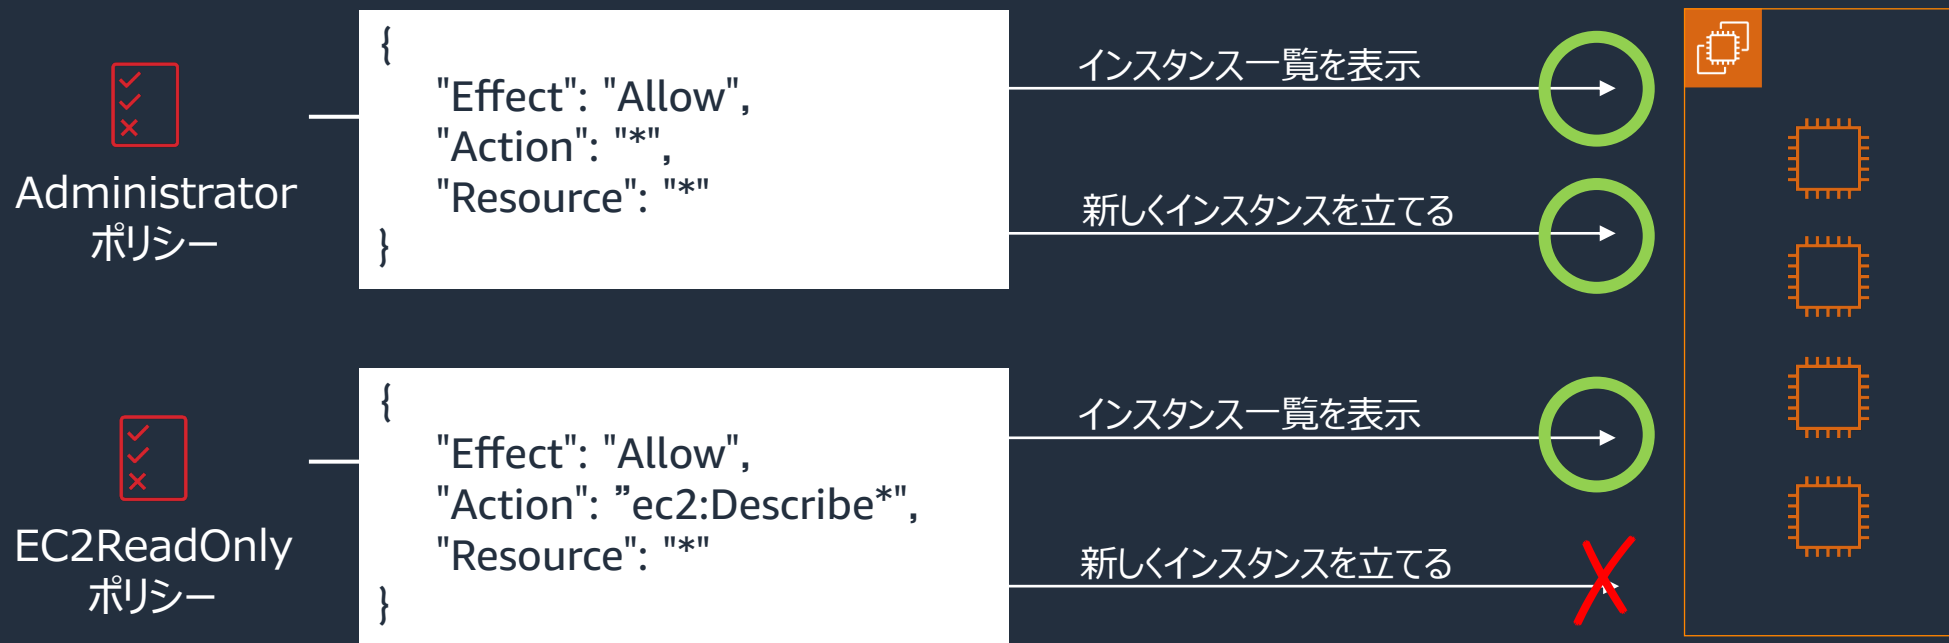 Administrator
ポリシー
{
"Effect": "Allow",
"Action": "*",
"Resource": "*"
}
インスタンス一覧を表示
新しくインスタンスを立てる
EC2ReadOnly
ポリシー
{
"Effect": "Allow",
"Action": ”ec2:Describe*",
"Resource": "*"
}
インスタンス一覧を表示
新しくインスタンスを立てる